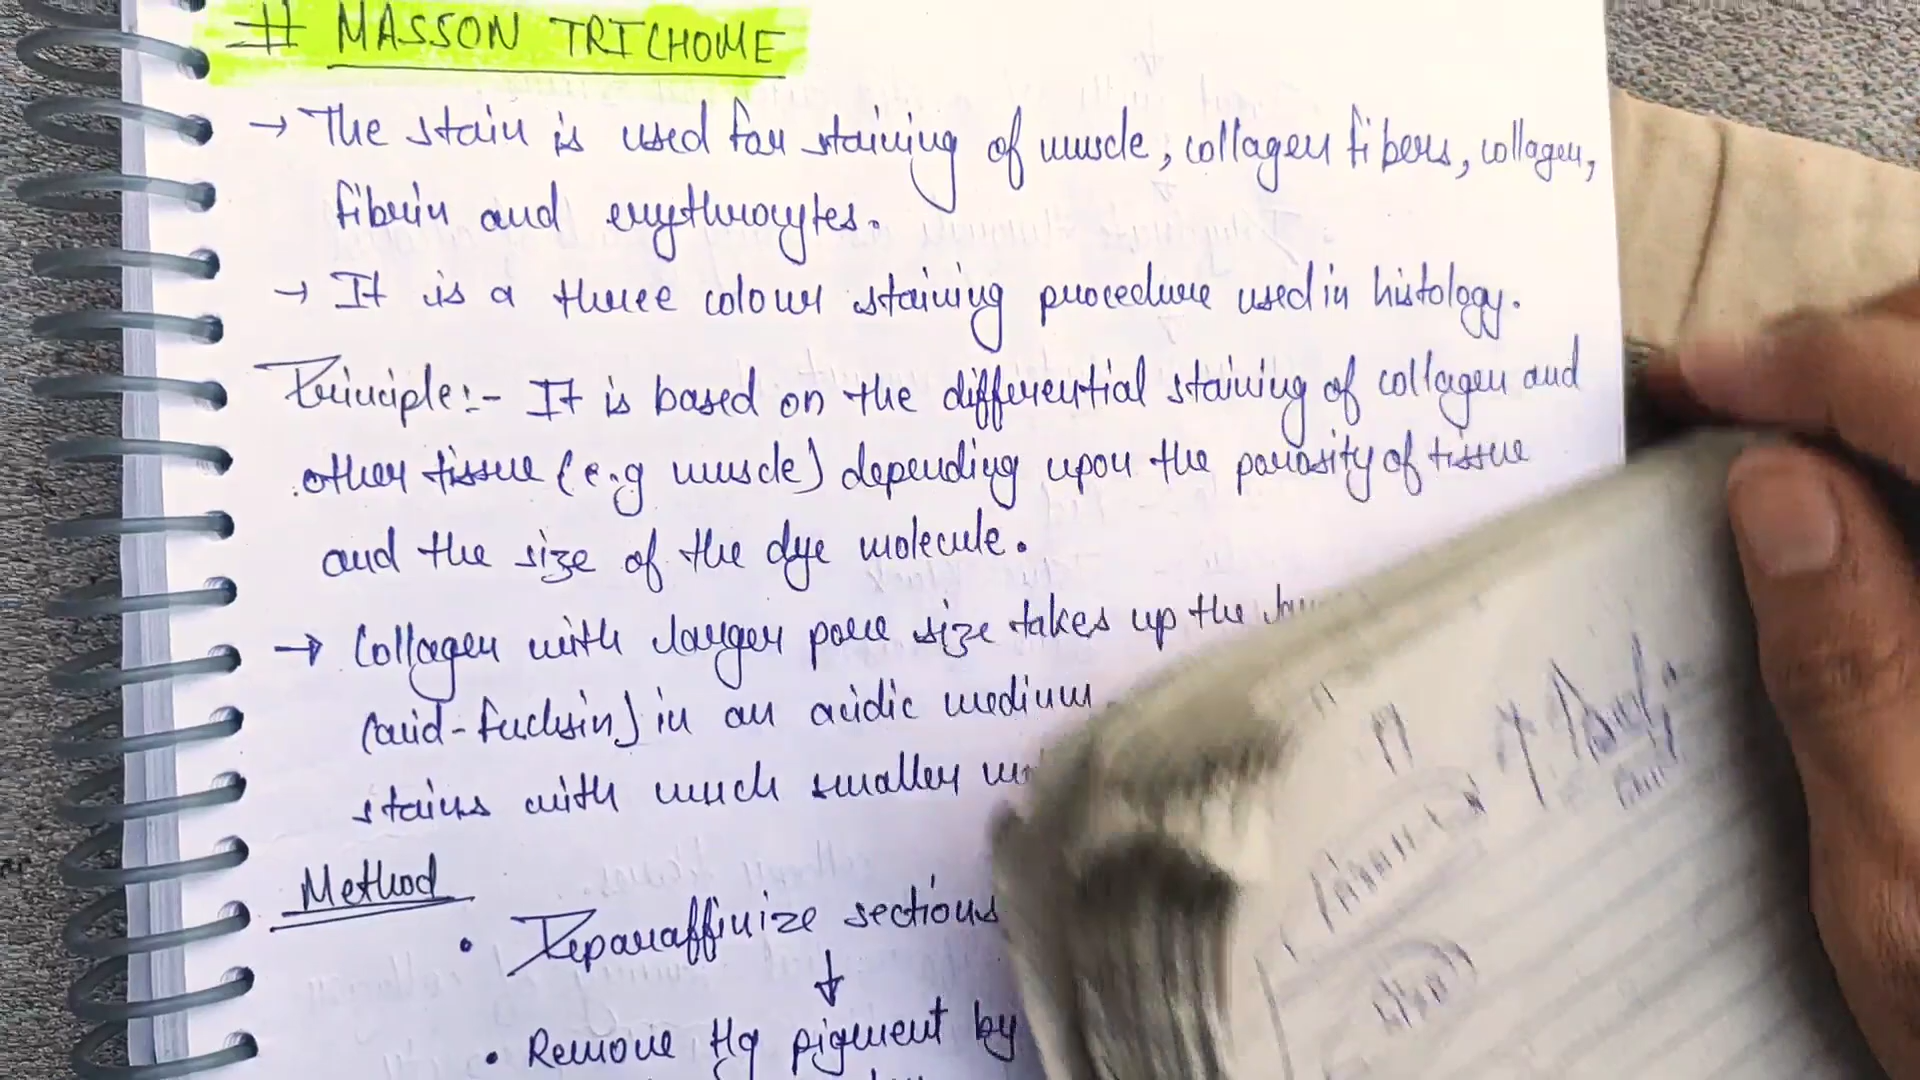 # MASSON TRICHOME
→ The stain is used for staining of muscle, collagen fibers, collagen,
fibrin and erythrocytes.
→ It is a three colour staining procedure used in histology.
Principle:- It is based on the differential staining of collagen and
other tissue (e.g muscle) depending upon the porosity of tissue
and the size of the dye molecule.
→ Collagen with larger pore size takes up the
(acid-fuchsin) in an acidic medium
stains with much smaller
Method
• Deparaffinize sections
↓
• Remove Hg pigment by